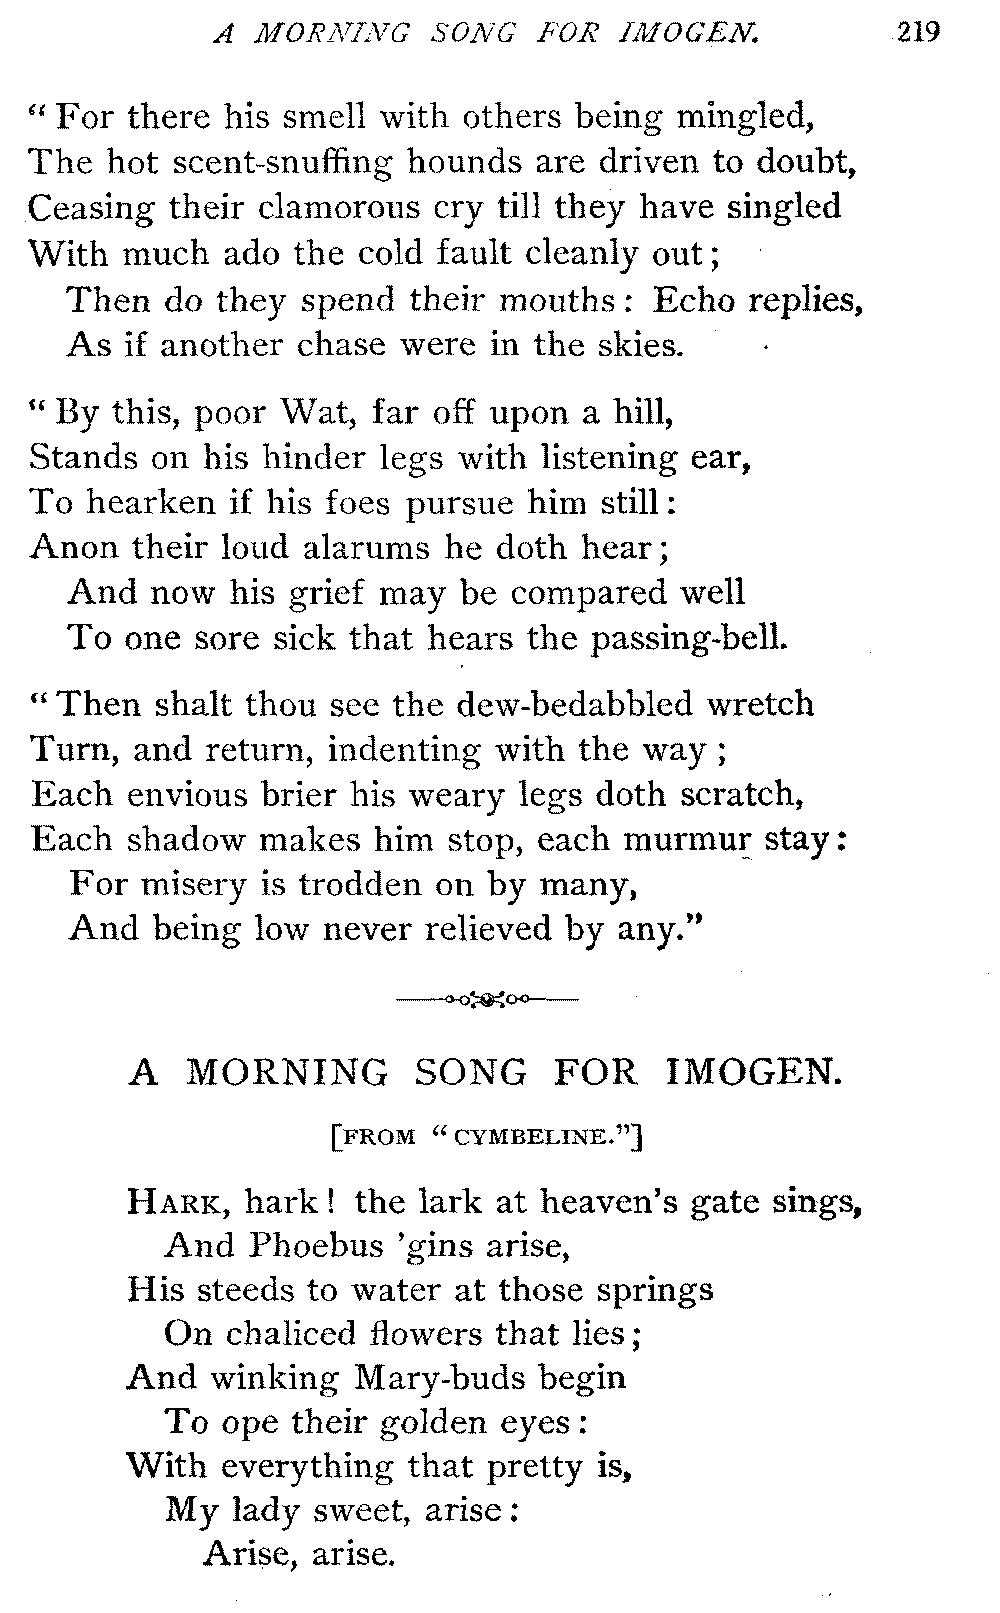 A MORNING SONG FOR IMOGEN. 219
“ For there his smell with others being mingled,
The hot scent-snuffing hounds are driven to doubt,
Ceasing their clamorous cry till they have singled
With much ado the cold fault cleanly out ;
Then do they spend their mouths : Echo replies,
As if another chase were in the skies.
“ By this, poor Wat, far off upon a hill,
Stands on his hinder legs with listening ear,
To hearken if his foes pursue him still :
Anon their loud alarums he doth hear ;
And now his grief may be compared well
To one sore sick that hears the passing-bell.
“ Then shalt thou see the dew-bedabbled wretch
Turn, and return, indenting with the way ;
Each envious brier his weary legs doth scratch,
Each shadow makes him stop, each murmur stay :
For misery is trodden on by many,
And being low never relieved by any.”
A MORNING SONG FOR IMOGEN.
[FROM “ CYMBELINE.”]
HARK, hark ! the lark at heaven’s gate sings,
And Phoebus ’gins arise,
His steeds to water at those springs
On chaliced flowers that lies ;
And winking Mary-buds begin
To ope their golden eyes :
With everything that pretty is,
My lady sweet, arise :
Arise, arise.